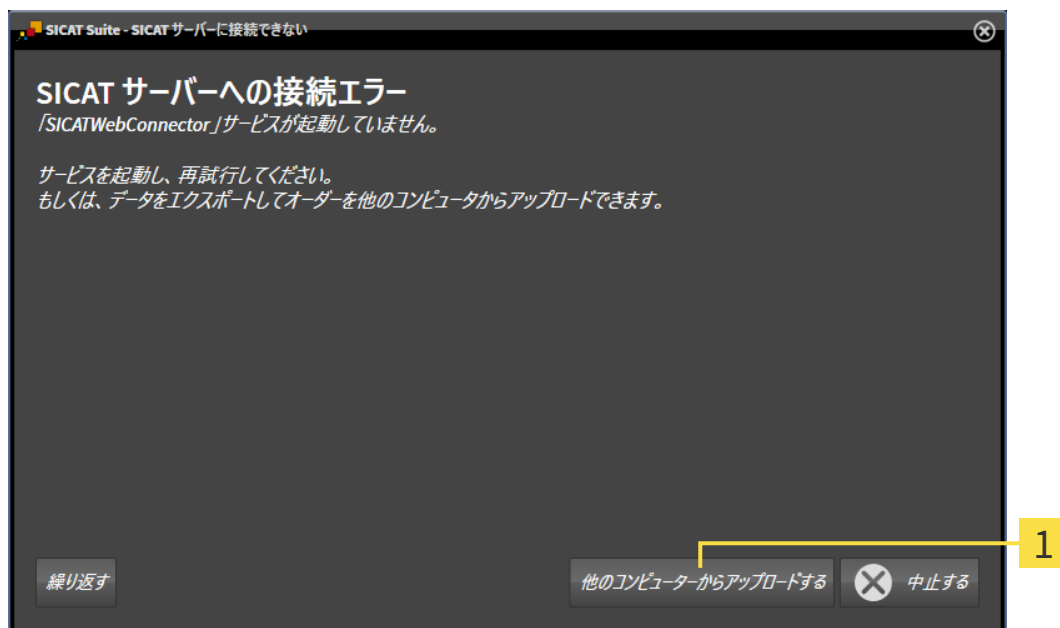 SICAT Suite - SICAT サーバーに接続できない
SICAT サーバーへの接続エラー
「SICATWebConnector」サービスが起動していません。
サービスを起動し、再試行してください。
もしくは、データをエクスポートしてオーダーを他のコンピュータからアップロードできます。
1
繰り返す 他のコンピューターからアップロードする 中止する